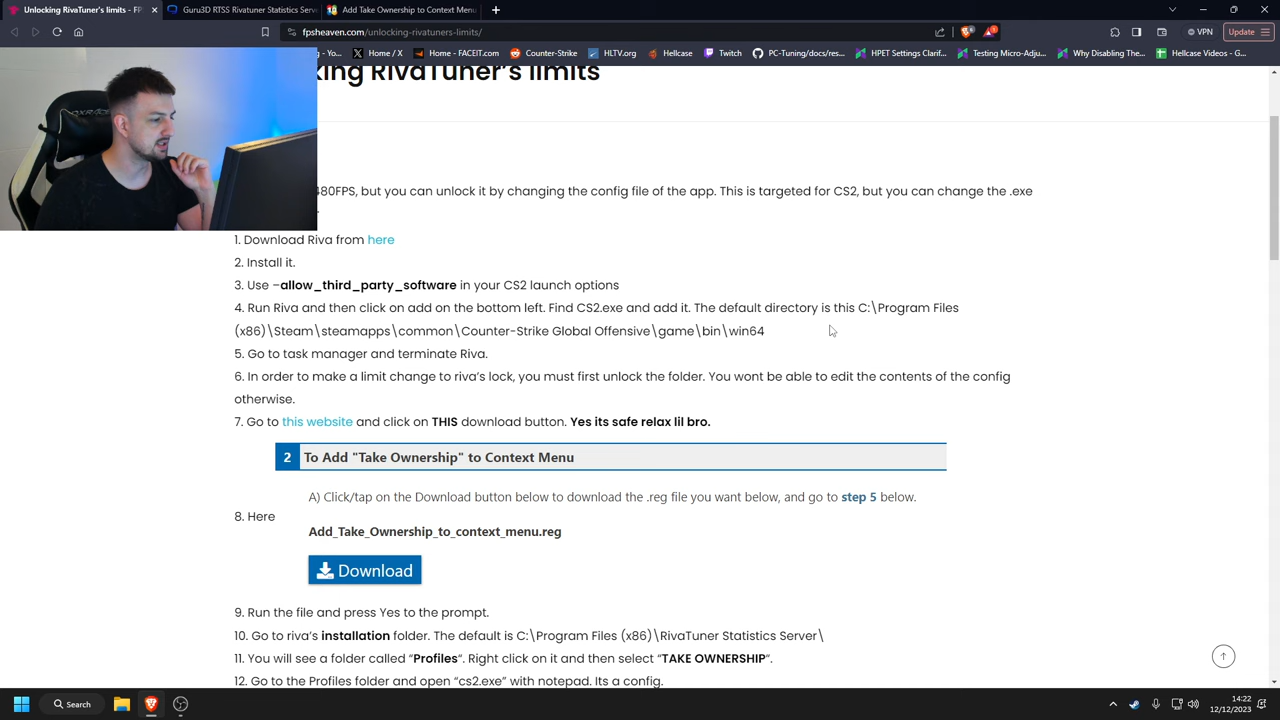 Unlocking RivaTuner's limits - FPS
Guru3D RTSS Rivatuner Statistics Serve
Add Take Ownership to Context Menu
fpsheaven.com/unlocking-rivatuners-limits/
VPN
Update
ng - Yo...
Home / X
Home - FACEIT.com
Counter-Strike
HLTV.org
Hellcase
Twitch
PC-Tuning/docs/res...
HPET Settings Clarif...
Testing Micro-Adju...
Why Disabling The...
Hellcase Videos - G...
king RivaTuner's limits
480FPS, but you can unlock it by changing the config file of the app. This is targeted for CS2, but you can change the .exe
1. Download Riva from here
2. Install it.
3. Use –allow_third_party_software in your CS2 launch options
4. Run Riva and then click on add on the bottom left. Find CS2.exe and add it. The default directory is this C:\Program Files
(x86)\Steam\steamapps\common\Counter-Strike Global Offensive\game\bin\win64
5. Go to task manager and terminate Riva.
6. In order to make a limit change to riva's lock, you must first unlock the folder. You wont be able to edit the contents of the config
otherwise.
7. Go to this website and click on THIS download button. Yes its safe relax lil bro.
2 To Add "Take Ownership" to Context Menu
A) Click/tap on the Download button below to download the .reg file you want below, and go to step 5 below.
8. Here
Add_Take_Ownership_to_context_menu.reg
Download
9. Run the file and press Yes to the prompt.
10. Go to riva's installation folder. The default is C:\Program Files (x86)\RivaTuner Statistics Server\
11. You will see a folder called “Profiles“. Right click on it and then select “TAKE OWNERSHIP“.
12. Go to the Profiles folder and open “cs2.exe” with notepad. Its a config.
Search
14:22
12/12/2023